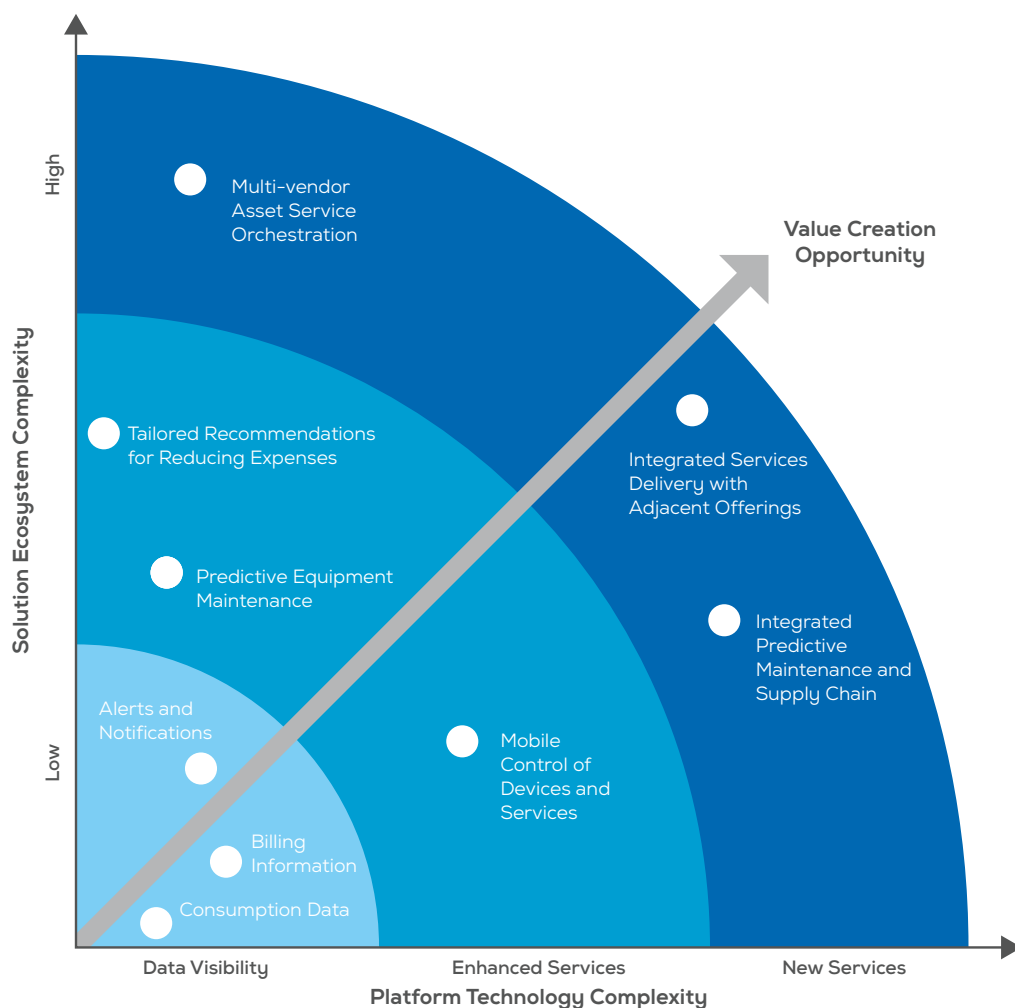 High
Multi-vendor
Asset Service
Orchestration
Value Creation
Opportunity
Solution Ecosystem Complexity
Tailored Recommendations
for Reducing Expenses
Integrated Services
Delivery with
Adjacent Offerings
Predictive Equipment
Maintenance
Integrated
Predictive
Maintenance and
Supply Chain
Low
Alerts and
Notifications
Mobile
Control of
Devices and
Services
Billing
Information
Consumption Data
Data Visibility
Enhanced Services
New Services
Platform Technology Complexity